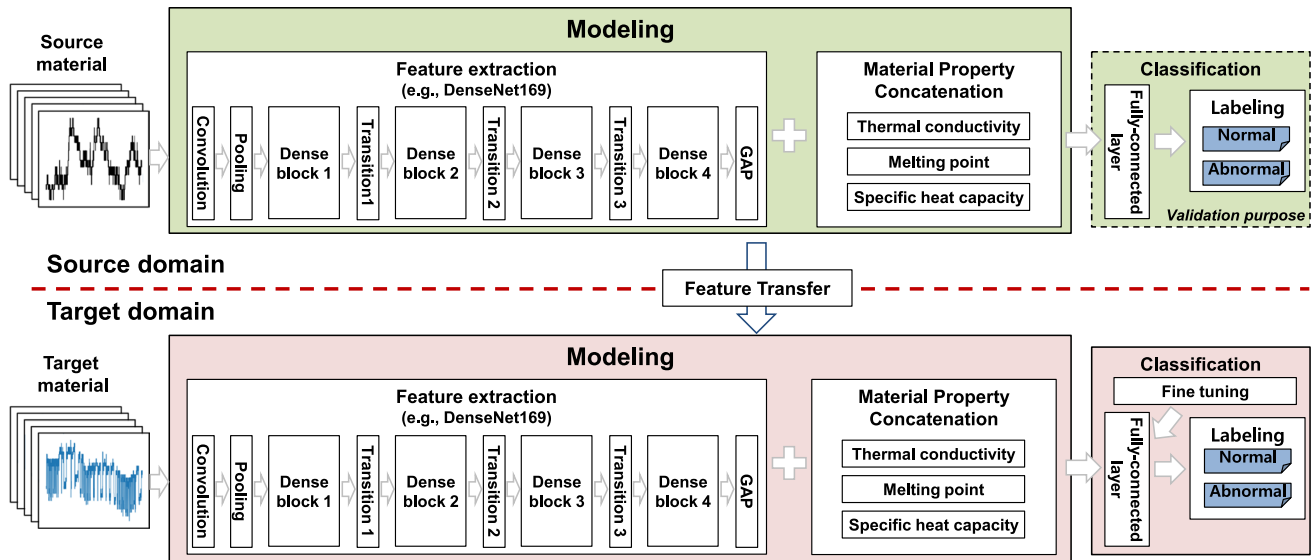 Modeling
Source
material
Feature extraction
(e.g., DenseNet169)
Convolution
Pooling
Dense
block 1
Transition1
Dense
block 2
Transition 2
Dense
block 3
Transition 3
Dense
block 4
GAP
Material Property
Concatenation
Thermal conductivity
Melting point
Specific heat capacity
Classification
Fully-connected
layer
Labeling
Normal
Abnormal
Validation purpose
Source domain
Feature Transfer
Target domain
Modeling
Target
material
Feature extraction
(e.g., DenseNet169)
Convolution
Pooling
Dense
block 1
Transition 1
Dense
block 2
Transition 2
Dense
block 3
Transition 3
Dense
block 4
GAP
Material Property
Concatenation
Thermal conductivity
Melting point
Specific heat capacity
Classification
Fine tuning
Fully-connected
layer
Labeling
Normal
Abnormal